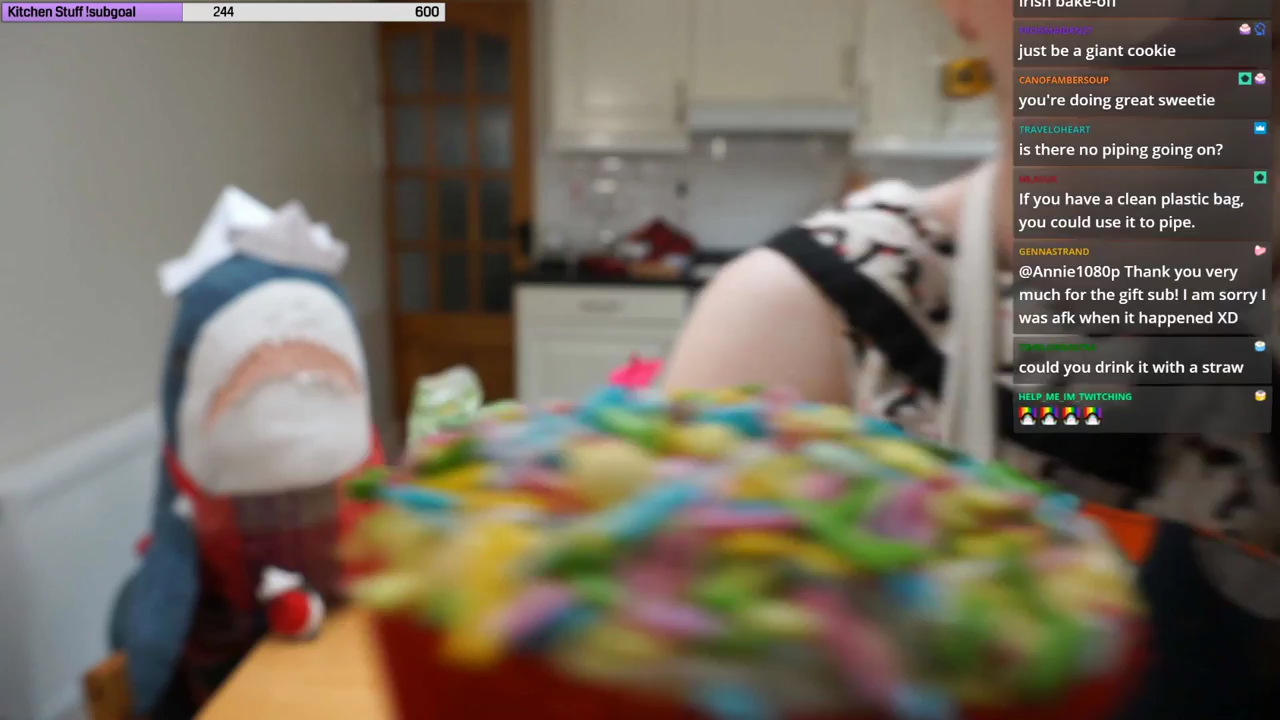 Kitchen Stuff !subgoal 244 600
Irish bake-off
just be a giant cookie
CANOFAMBERSOUP
you're doing great sweetie
TRAVELOHEART
is there no piping going on?
If you have a clean plastic bag,
you could use it to pipe.
GENNASTRAND
@Annie1080p Thank you very
much for the gift sub! I am sorry I
was afk when it happened XD
could you drink it with a straw
HELP_ME_IM_TWITCHING